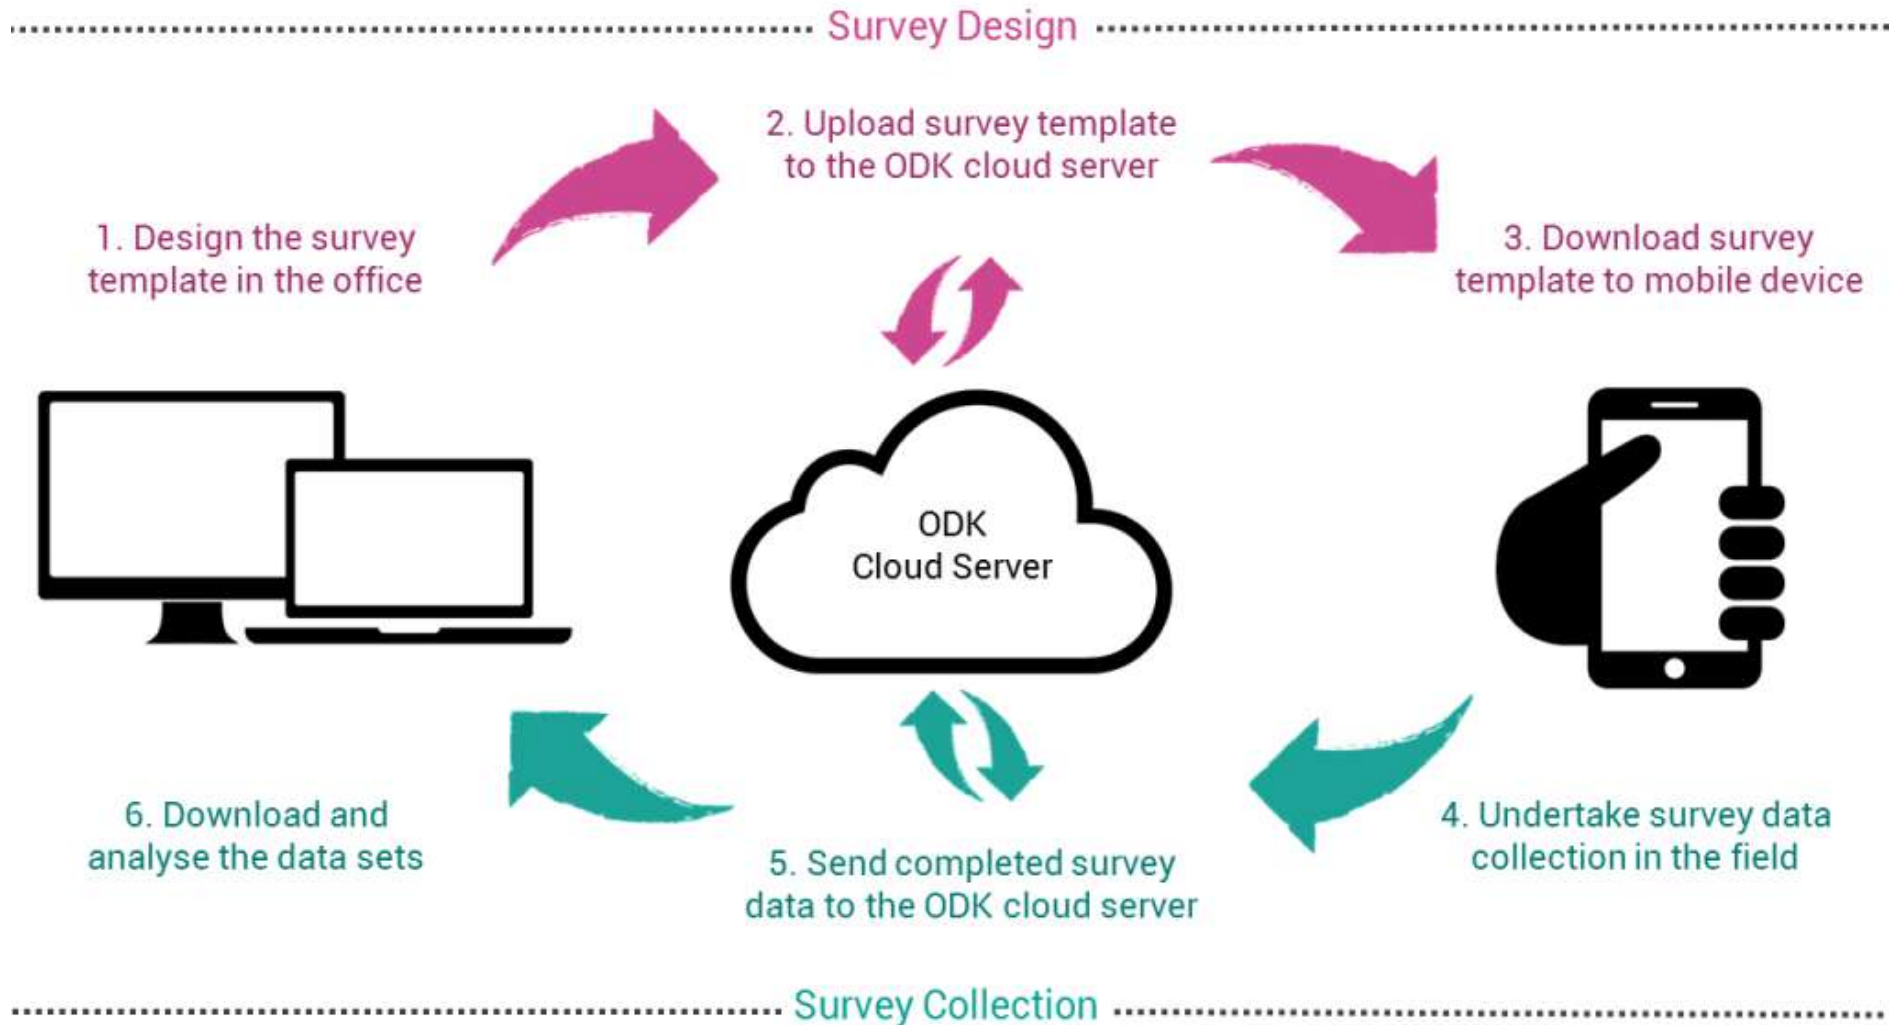 Survey Design
2. Upload survey template
to the ODK cloud server
1. Design the survey
template in the office
3. Download survey
template to mobile device
ODK
Cloud Server
6. Download and
analyse the data sets
4. Undertake survey data
collection in the field
5. Send completed survey
data to the ODK cloud server
Survey Collection